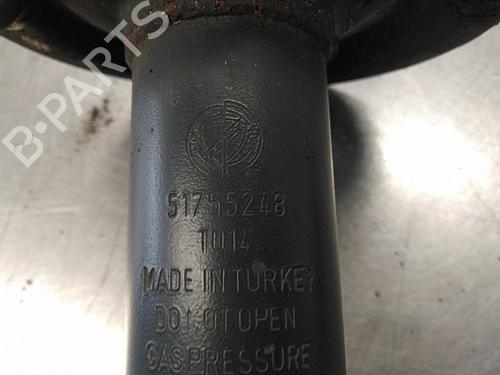 B-PARTS
51755248
T014
MADE IN TURKEY
DO NOT OPEN
GAS PRESSURE